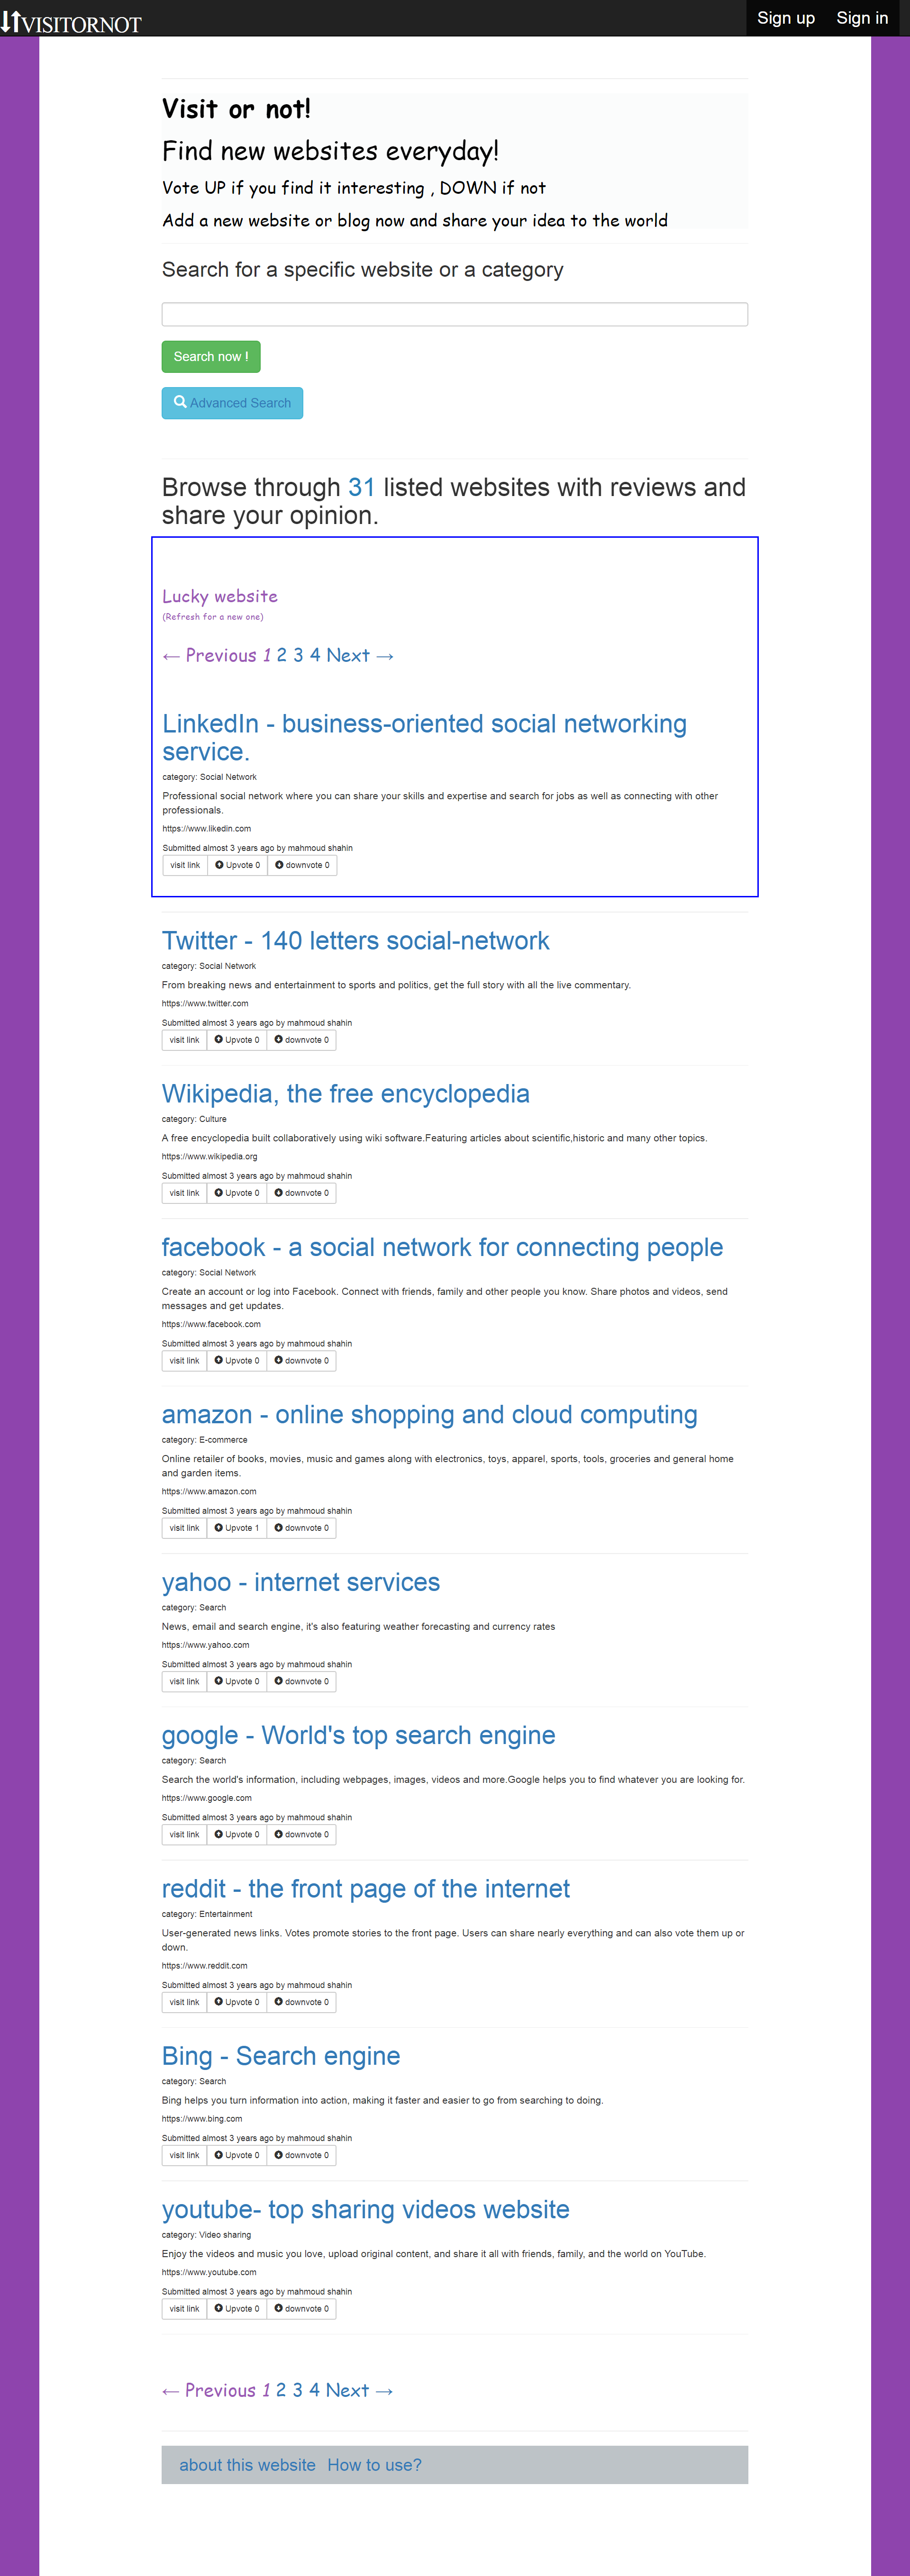 VISITORNOT
Sign up Sign in
Visit or not!
Find new websites everyday!
Vote UP if you find it interesting , DOWN if not
Add a new website or blog now and share your idea to the world
Search for a specific website or a category
Search now !
Advanced Search
Browse through 31 listed websites with reviews and
share your opinion.
Lucky website
(Refresh for a new one)
← Previous 1 2 3 4 Next →
LinkedIn - business-oriented social networking
service.
category: Social Network
Professional social network where you can share your skills and expertise and search for jobs as well as connecting with other
professionals.
https://www.likedin.com
Submitted almost 3 years ago by mahmoud shahin
visit link Upvote 0 downvote 0
Twitter - 140 letters social-network
category: Social Network
From breaking news and entertainment to sports and politics, get the full story with all the live commentary.
https://www.twitter.com
Submitted almost 3 years ago by mahmoud shahin
visit link Upvote 0 downvote 0
Wikipedia, the free encyclopedia
category: Culture
A free encyclopedia built collaboratively using wiki software.Featuring articles about scientific,historic and many other topics.
https://www.wikipedia.org
Submitted almost 3 years ago by mahmoud shahin
visit link Upvote 0 downvote 0
facebook - a social network for connecting people
category: Social Network
Create an account or log into Facebook. Connect with friends, family and other people you know. Share photos and videos, send
messages and get updates.
https://www.facebook.com
Submitted almost 3 years ago by mahmoud shahin
visit link Upvote 0 downvote 0
amazon - online shopping and cloud computing
category: E-commerce
Online retailer of books, movies, music and games along with electronics, toys, apparel, sports, tools, groceries and general home
and garden items.
https://www.amazon.com
Submitted almost 3 years ago by mahmoud shahin
visit link Upvote 1 downvote 0
yahoo - internet services
category: Search
News, email and search engine, it's also featuring weather forecasting and currency rates
https://www.yahoo.com
Submitted almost 3 years ago by mahmoud shahin
visit link Upvote 0 downvote 0
google - World's top search engine
category: Search
Search the world's information, including webpages, images, videos and more.Google helps you to find whatever you are looking for.
https://www.google.com
Submitted almost 3 years ago by mahmoud shahin
visit link Upvote 0 downvote 0
reddit - the front page of the internet
category: Entertainment
User-generated news links. Votes promote stories to the front page. Users can share nearly everything and can also vote them up or
down.
https://www.reddit.com
Submitted almost 3 years ago by mahmoud shahin
visit link Upvote 0 downvote 0
Bing - Search engine
category: Search
Bing helps you turn information into action, making it faster and easier to go from searching to doing.
https://www.bing.com
Submitted almost 3 years ago by mahmoud shahin
visit link Upvote 0 downvote 0
youtube- top sharing videos website
category: Video sharing
Enjoy the videos and music you love, upload original content, and share it all with friends, family, and the world on YouTube.
https://www.youtube.com
Submitted almost 3 years ago by mahmoud shahin
visit link Upvote 0 downvote 0
← Previous 1 2 3 4 Next →
about this website How to use?